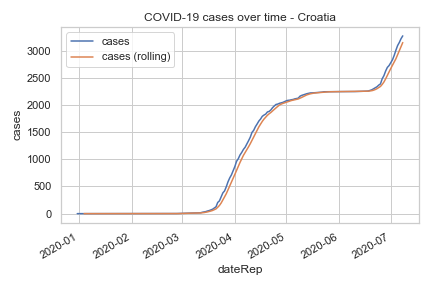 COVID-19 cases over time - Croatia
cases
cases (rolling)
3000
2500
2000
1500
1000
500
0
cases
2020-01
2020-02
2020-03
2020-04
2020-05
2020-06
2020-07
dateRep